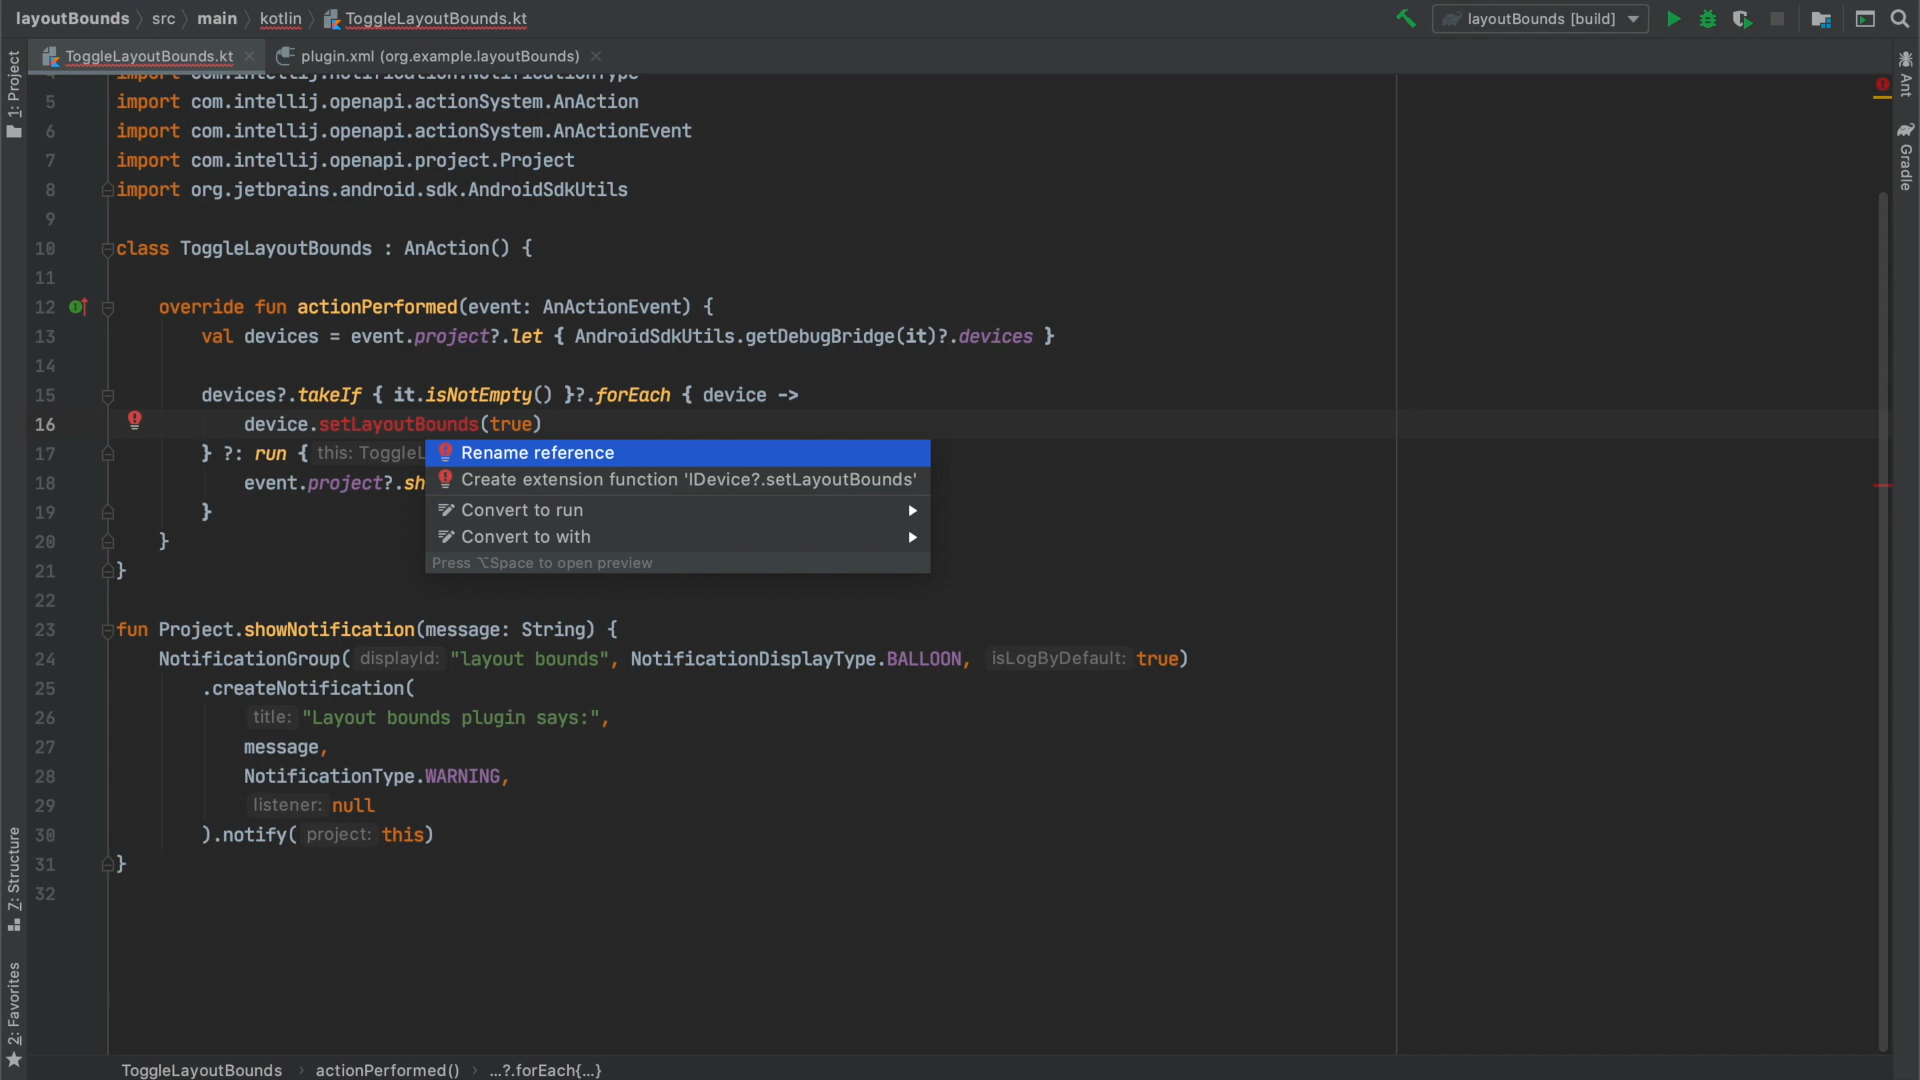 layoutBounds src main kotlin ToggleLayoutBounds.kt layoutBounds [build]
ToggleLayoutBounds.kt plugin.xml (org.example.layoutBounds)
1: Project
Z: Structure
2: Favorites
import com.intellij.notification.NotificationType
5 import com.intellij.openapi.actionSystem.AnAction
6 import com.intellij.openapi.actionSystem.AnActionEvent
7 import com.intellij.openapi.project.Project
8 import org.jetbrains.android.sdk.AndroidSdkUtils
9
10 class ToggleLayoutBounds : AnAction() {
11
12 override fun actionPerformed(event: AnActionEvent) {
13 val devices = event.project?.let { AndroidSdkUtils.getDebugBridge(it)?.devices }
14
15 devices?.takeIf { it.isNotEmpty() }?.forEach { device ->
16 device.setLayoutBounds(true)
17 } ?: run { this: ToggleL
18 event.project?.sh
19 }
20 }
21 }
22
23 fun Project.showNotification(message: String) {
24 NotificationGroup( displayId: "layout bounds", NotificationDisplayType.BALLOON, isLogByDefault: true)
25 .createNotification(
26 title: "Layout bounds plugin says:",
27 message,
28 NotificationType.WARNING,
29 listener: null
30 ).notify( project: this)
31 }
32
Rename reference
Create extension function 'IDevice?.setLayoutBounds'
Convert to run
Convert to with
Press ⌥Space to open preview
Ant
Gradle
ToggleLayoutBounds actionPerformed() ...?.forEach{...}